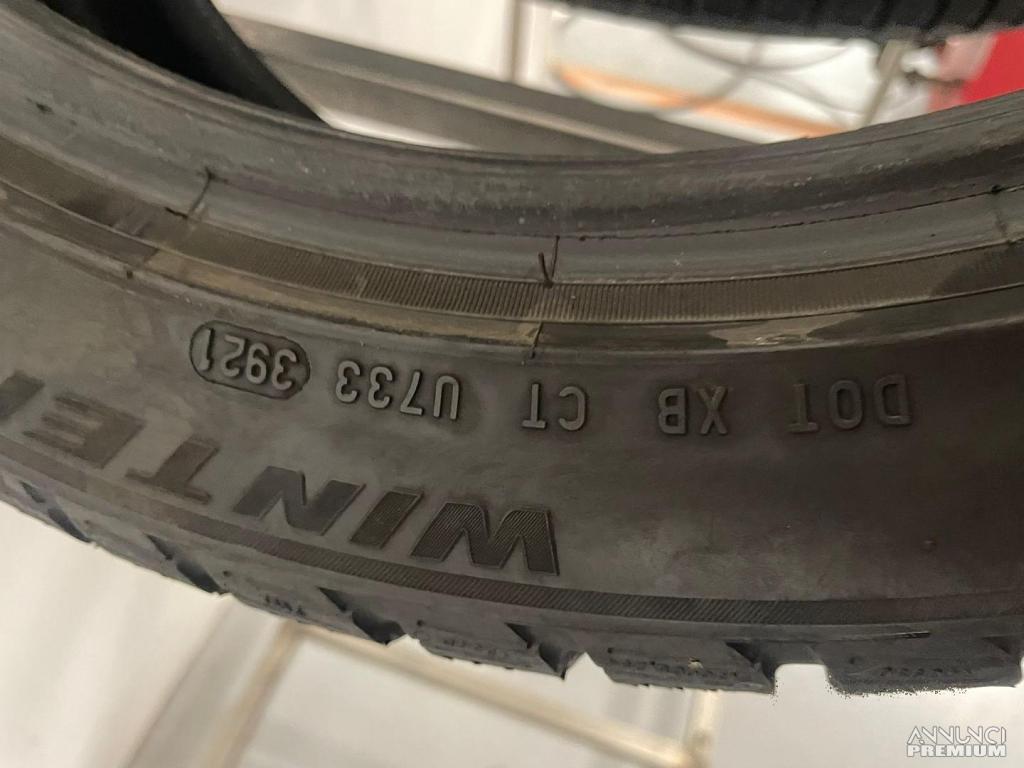 DOT XB CT U733 3921
WINTE
ANNUNCI
PREMIUM